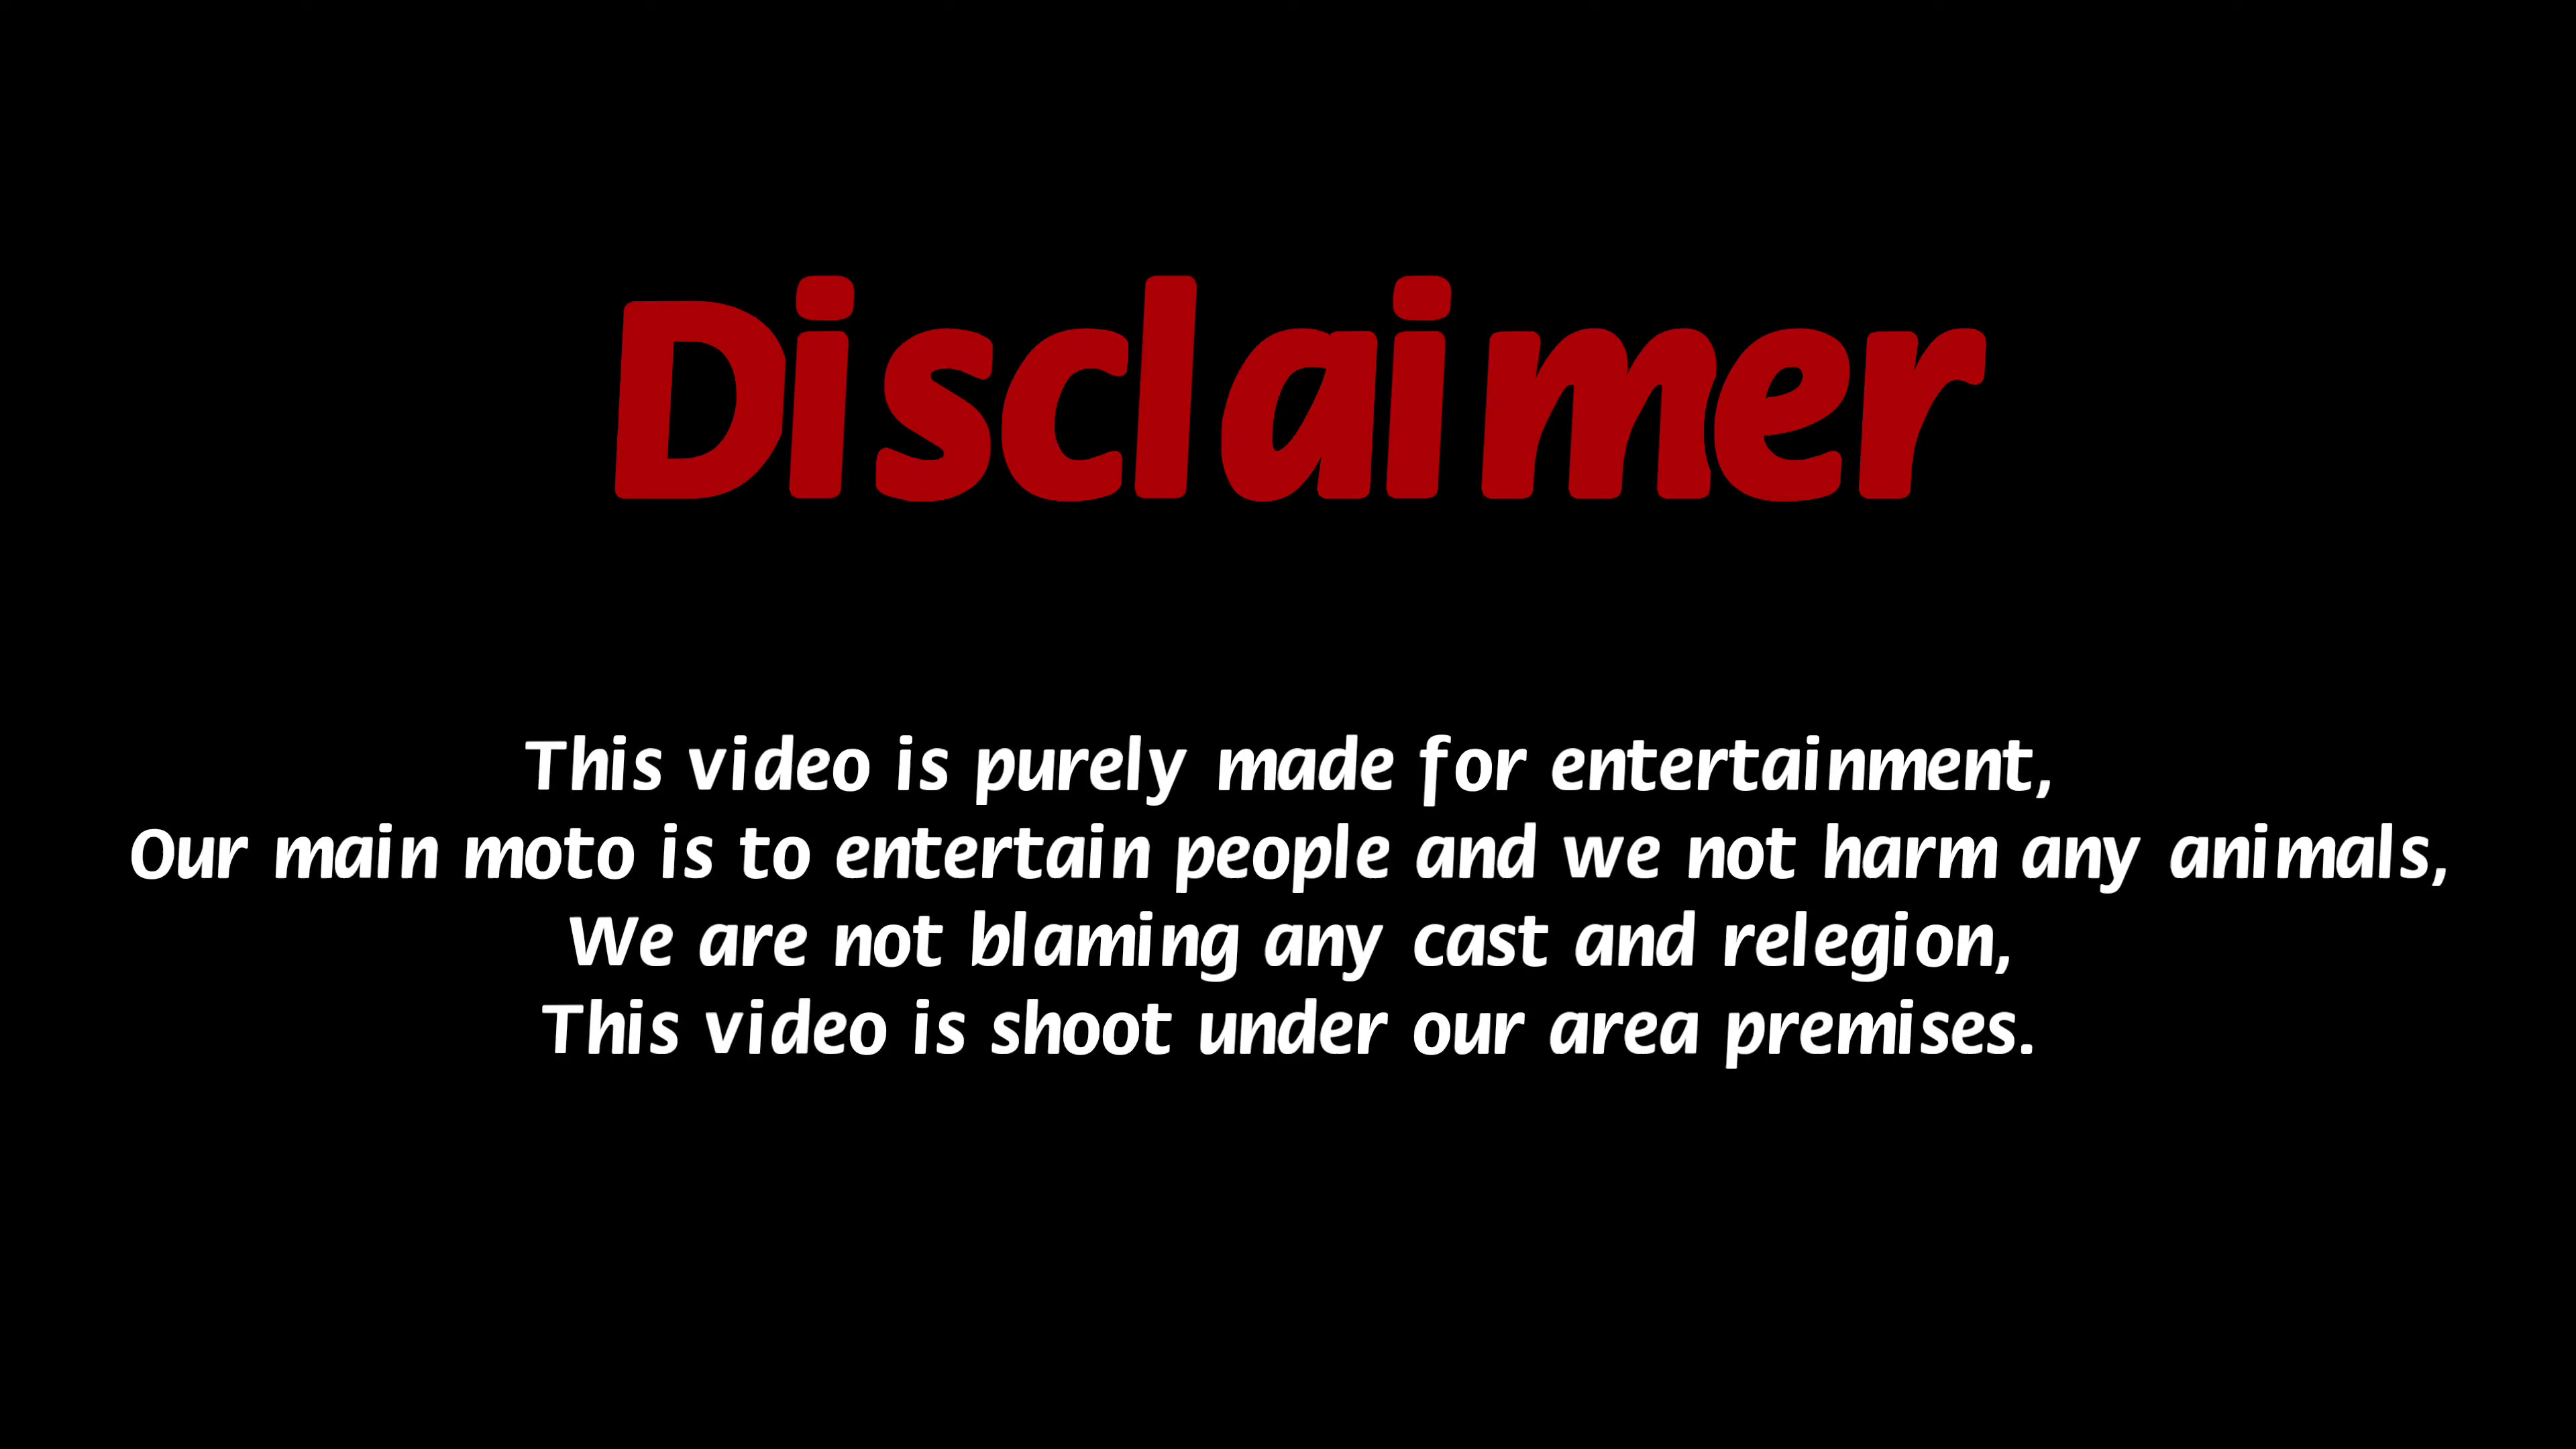 Disclaimer
This video is purely made for entertainment,
Our main moto is to entertain people and we not harm any animals,
We are not blaming any cast and relegion,
This video is shoot under our area premises.